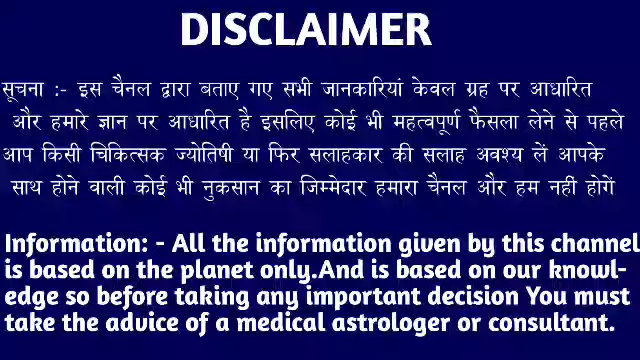 DISCLAIMER
सूचना :- इस चैनल द्वारा बताए गए सभी जानकारियां केवल ग्रह पर आधारित
और हमारे ज्ञान पर आधारित है इसलिए कोई भी महत्वपूर्ण फैसला लेने से पहले
आप किसी चिकित्सक ज्योतिषी या फिर सलाहकार की सलाह अवश्य लें आपके
साथ होने वाली कोई भी नुकसान का जिम्मेदार हमारा चैनल और हम नहीं होगें
Information: - All the information given by this channel
is based on the planet only.And is based on our knowl-
edge so before taking any important decision You must
take the advice of a medical astrologer or consultant.